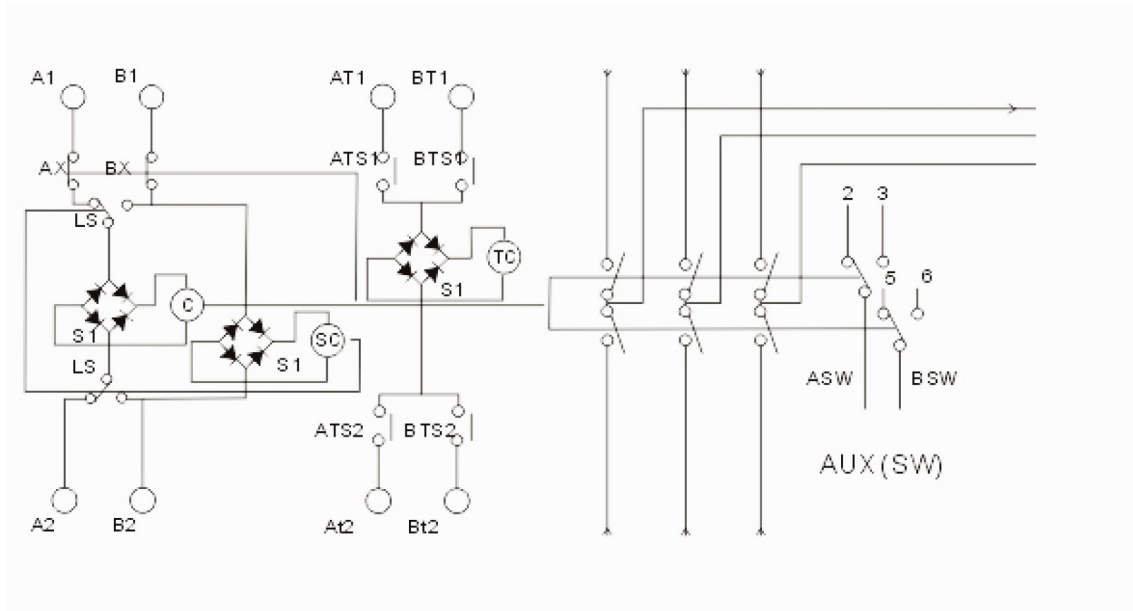 A1
B1
AT1
BT1
AX
BX
ATS1
BTS1
2
3
LS
TC
S1
5
6
C
S1
SC
S1
LS
ASW
BSW
ATS2
BTS2
AUX(SW)
A2
B2
At2
Bt2